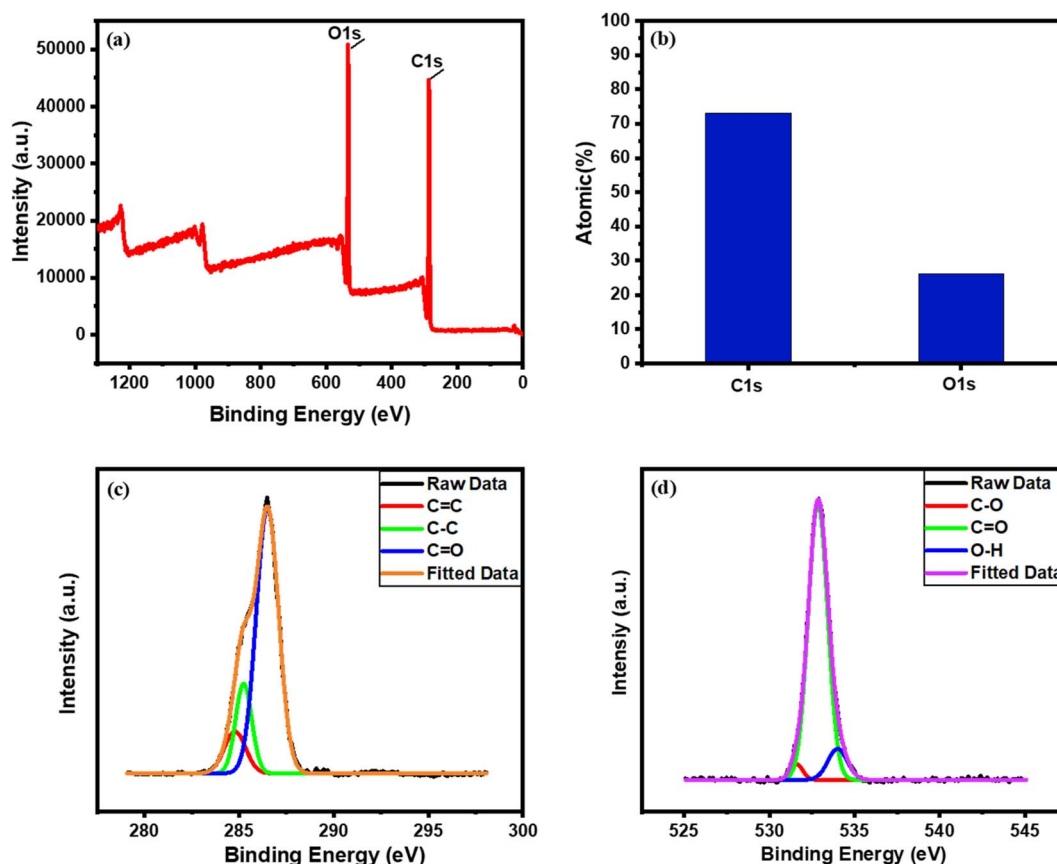 (a)
O1s
C1s
50000
40000
30000
20000
10000
0
Intensity (a.u.)
1200 1000 800 600 400 200 0
Binding Energy (eV)
(b)
100
90
80
70
60
50
40
30
20
10
0
Atomic(%)
C1s O1s
(c)
Raw Data
C=C
C-C
C=O
Fitted Data
Intensity (a.u.)
280 285 290 295 300
Binding Energy (eV)
(d)
Raw Data
C-O
C=O
O-H
Fitted Data
Intensiy (a.u.)
525 530 535 540 545
Binding Energy (eV)